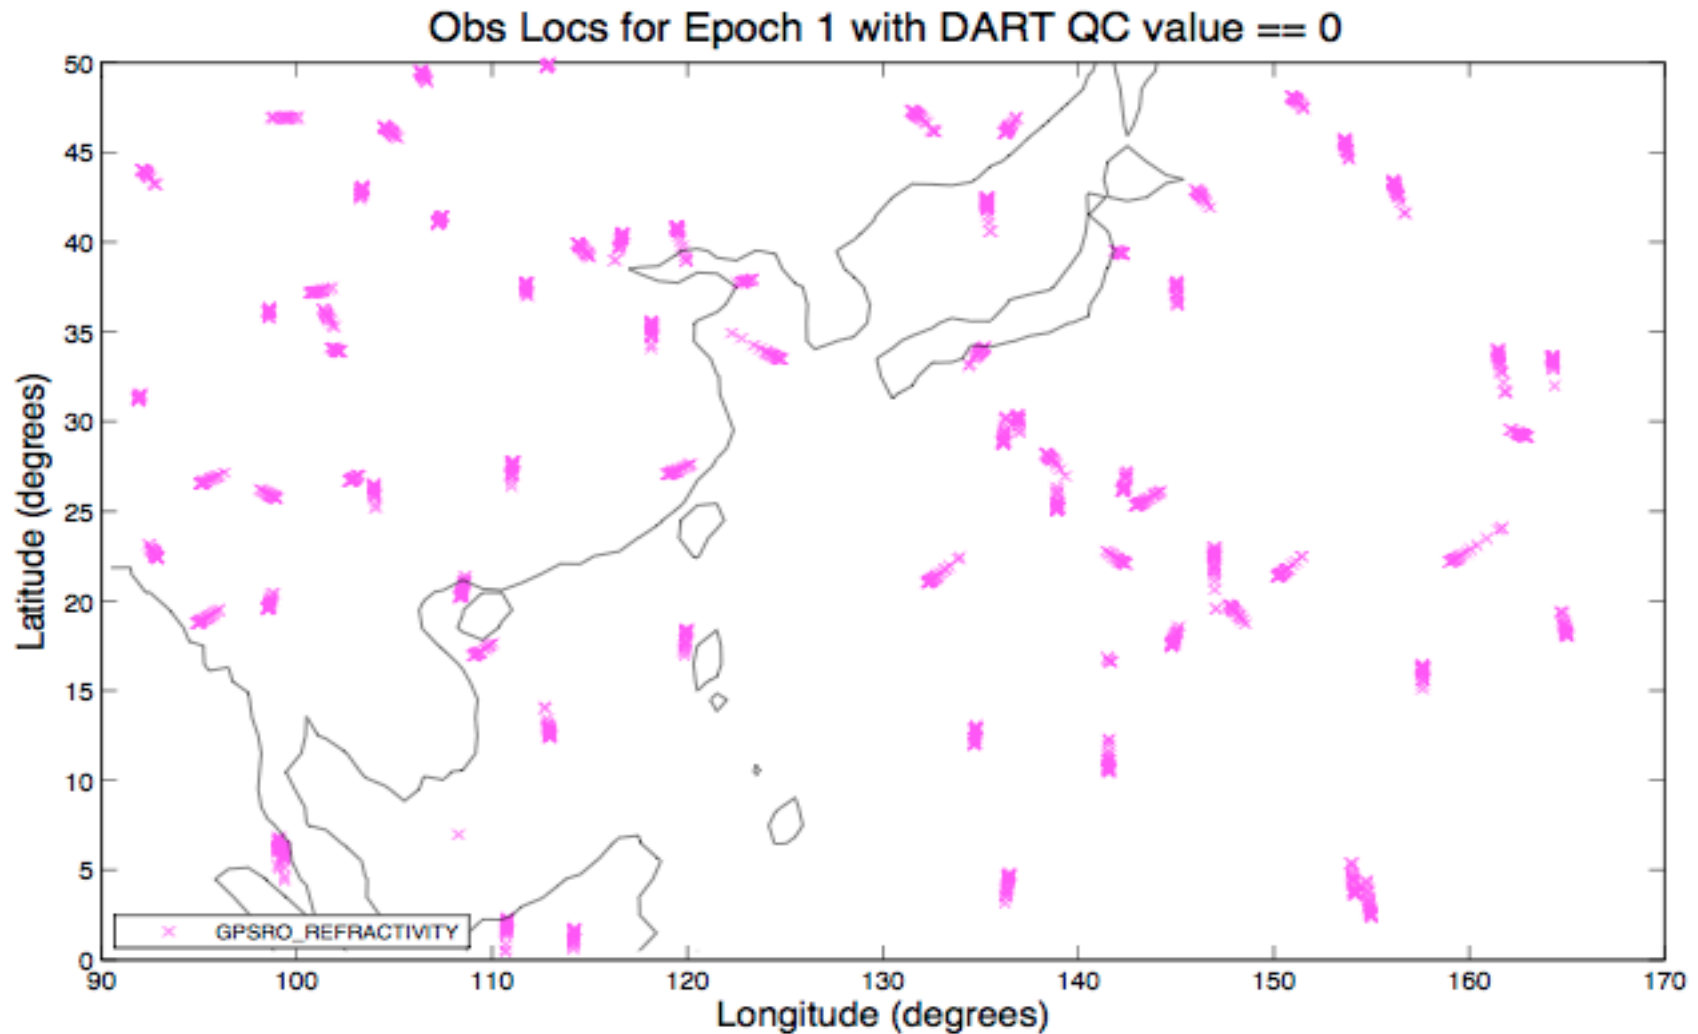 Obs Locs for Epoch 1 with DART QC value == 0
50
45
40
35
30
25
20
15
10
5
0
Latitude (degrees)
GPSRO_REFRACTIVITY
90 100 110 120 130 140 150 160 170
Longitude (degrees)